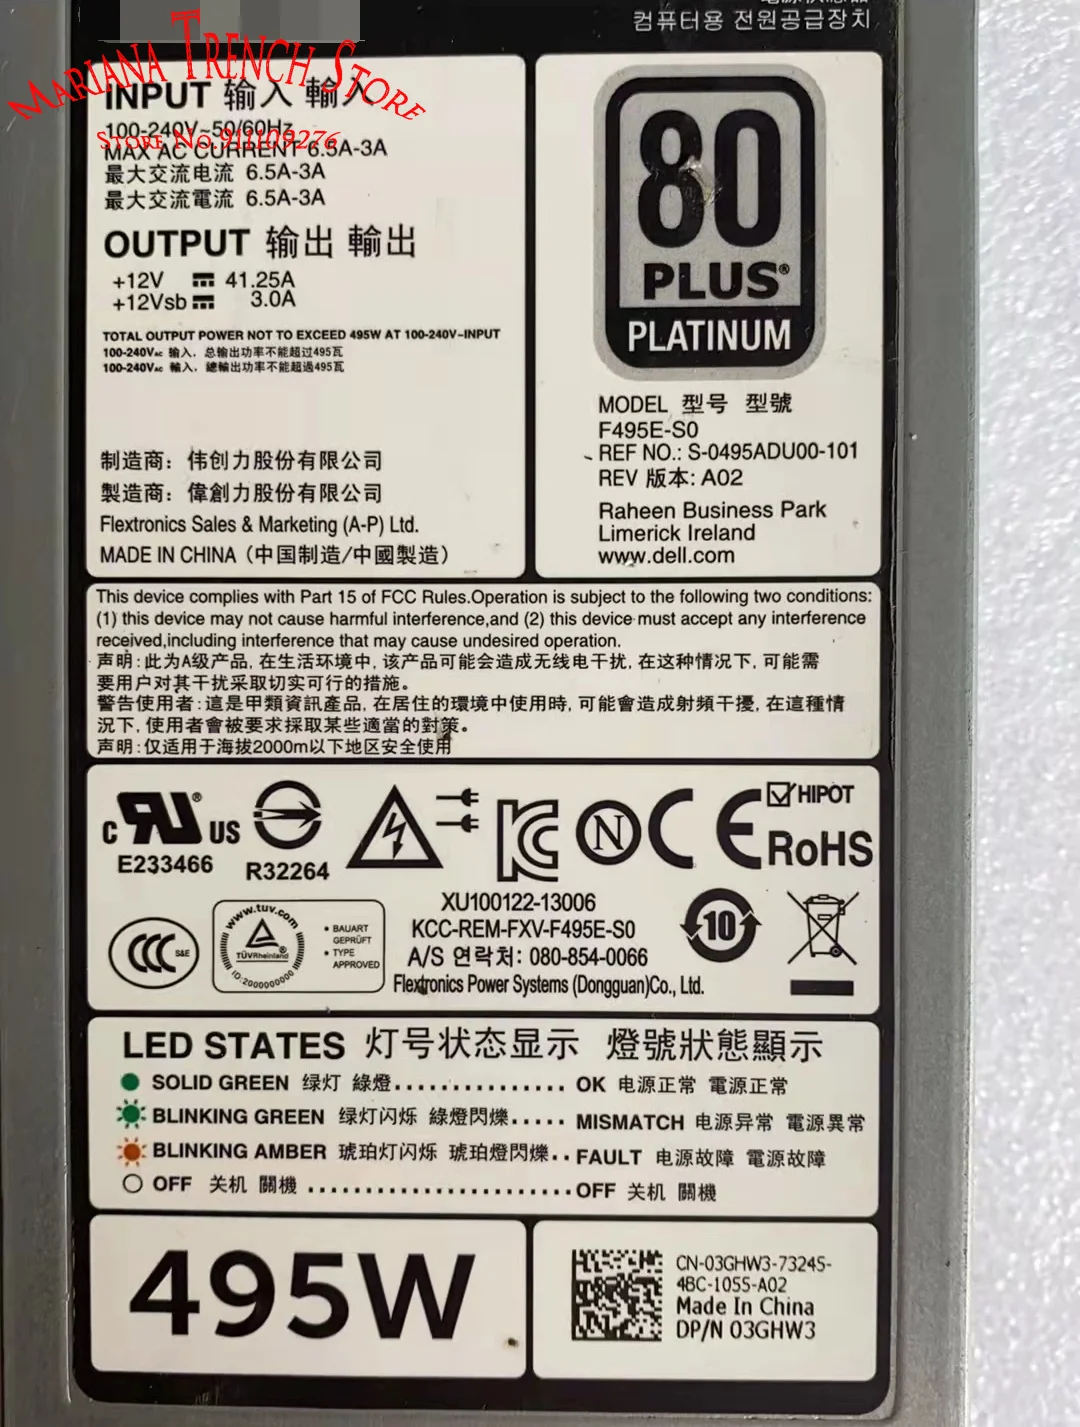 컴퓨터용 전원공급장치
MARIANA TRENCH STORE
STORE NO.911109276
INPUT 输入 輸入
100-240V~50/60Hz
MAX AC CURRENT 6.5A-3A
最大交流电流 6.5A-3A
最大交流電流 6.5A-3A
OUTPUT 输出 輸出
+12V 41.25A
+12Vsb 3.0A
TOTAL OUTPUT POWER NOT TO EXCEED 495W AT 100-240V~INPUT
100-240Vac 输入，总输出功率不能超过495瓦
100-240Vac 輸入，總輸出功率不能超過495瓦
制造商：伟创力股份有限公司
製造商：偉創力股份有限公司
Flextronics Sales & Marketing (A-P) Ltd.
MADE IN CHINA (中国制造/中國製造)
80
PLUS®
PLATINUM
MODEL 型号 型號
F495E-S0
REF NO.: S-0495ADU00-101
REV 版本: A02
Raheen Business Park
Limerick Ireland
www.dell.com
This device complies with Part 15 of FCC Rules.Operation is subject to the following two conditions:
(1) this device may not cause harmful interference,and (2) this device must accept any interference
received,including interference that may cause undesired operation.
声明:此为A级产品,在生活环境中,该产品可能会造成无线电干扰,在这种情况下,可能需
要用户对其干扰采取切实可行的措施。
警告使用者:這是甲類資訊產品,在居住的環境中使用時,可能會造成射頻干擾,在這種情
況下,使用者會被要求採取某些適當的對策。
声明:仅适用于海拔2000m以下地区安全使用
C RU® US
E233466
R32264
KC
N
CE
HIPOT
RoHS
CCC S&E
www.tuv.com
TÜVRheinland®
ID:2000000000
• BAUART
GEPRÜFT
• TYPE
APPROVED
XU100122-13006
KCC-REM-FXV-F495E-S0
A/S 연락처: 080-854-0066
Flextronics Power Systems (Dongguan)Co., Ltd.
10
LED STATES 灯号状态显示 燈號狀態顯示
SOLID GREEN 绿灯 綠燈................ OK 电源正常 電源正常
BLINKING GREEN 绿灯闪烁 綠燈閃爍..... MISMATCH 电源异常 電源異常
BLINKING AMBER 琥珀灯闪烁 琥珀燈閃爍.. FAULT 电源故障 電源故障
OFF 关机 關機 ........................ OFF 关机 關機
495W
CN-03GHW3-73245-
4BC-1055-A02
Made In China
DP/N 03GHW3